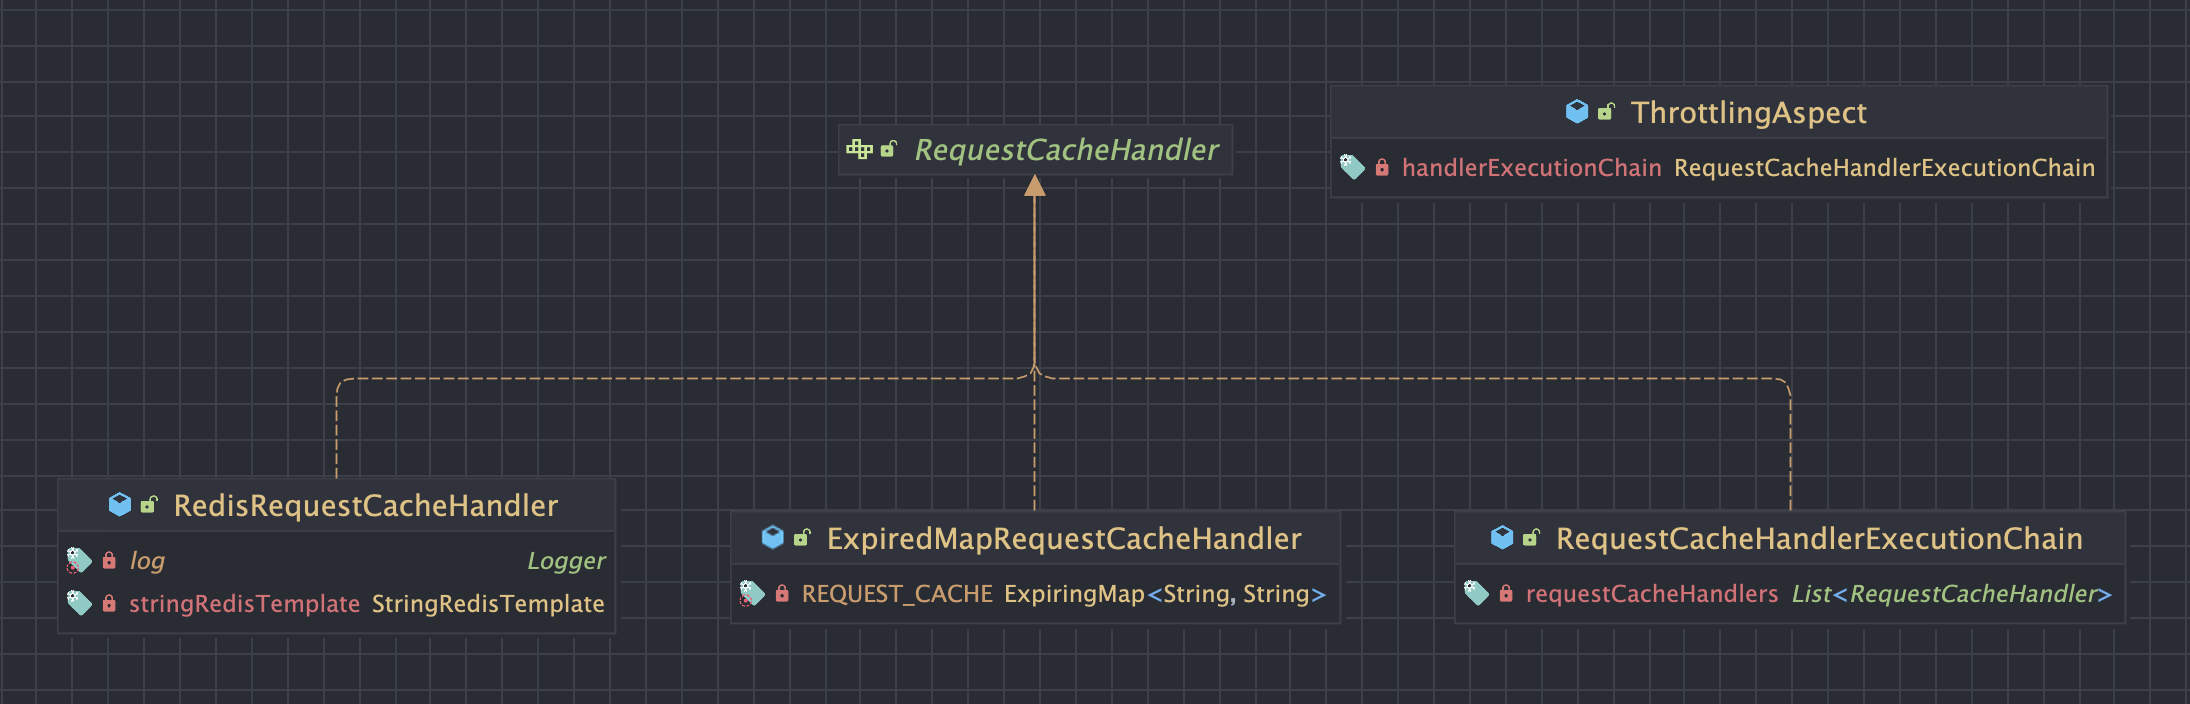 RequestCacheHandler
ThrottlingAspect
handlerExecutionChain RequestCacheHandlerExecutionChain
RedisRequestCacheHandler
log Logger
stringRedisTemplate StringRedisTemplate
ExpiredMapRequestCacheHandler
REQUEST_CACHE ExpiringMap<String, String>
RequestCacheHandlerExecutionChain
requestCacheHandlers List<RequestCacheHandler>